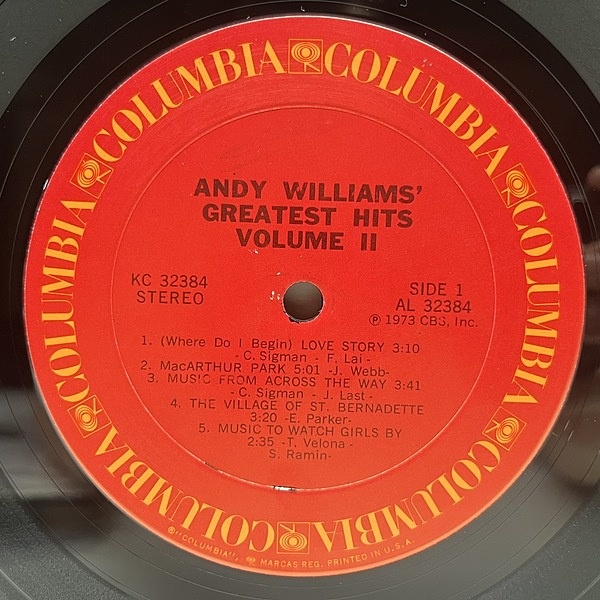 COLUMBIA COLUMBIA COLUMBIA COLUMBIA COLUMBIA COLUMBIA COLUMBIA
ANDY WILLIAMS'
GREATEST HITS
VOLUME II
KC 32384
STEREO
SIDE 1
AL 32384
Ⓟ 1973 CBS, Inc.
1. (Where Do I Begin) LOVE STORY 3:10
- C. Sigman - F. Lai -
2. MacARTHUR PARK 5:01 -J. Webb-
3. MUSIC FROM ACROSS THE WAY 3:41
- C. Sigman - J. Last -
4. THE VILLAGE OF ST. BERNADETTE
3:20 -E. Parker-
5. MUSIC TO WATCH GIRLS BY
2:35 -T. Velona -
S. Ramin-
®"COLUMBIA", MARCAS REG. PRINTED IN U.S.A.